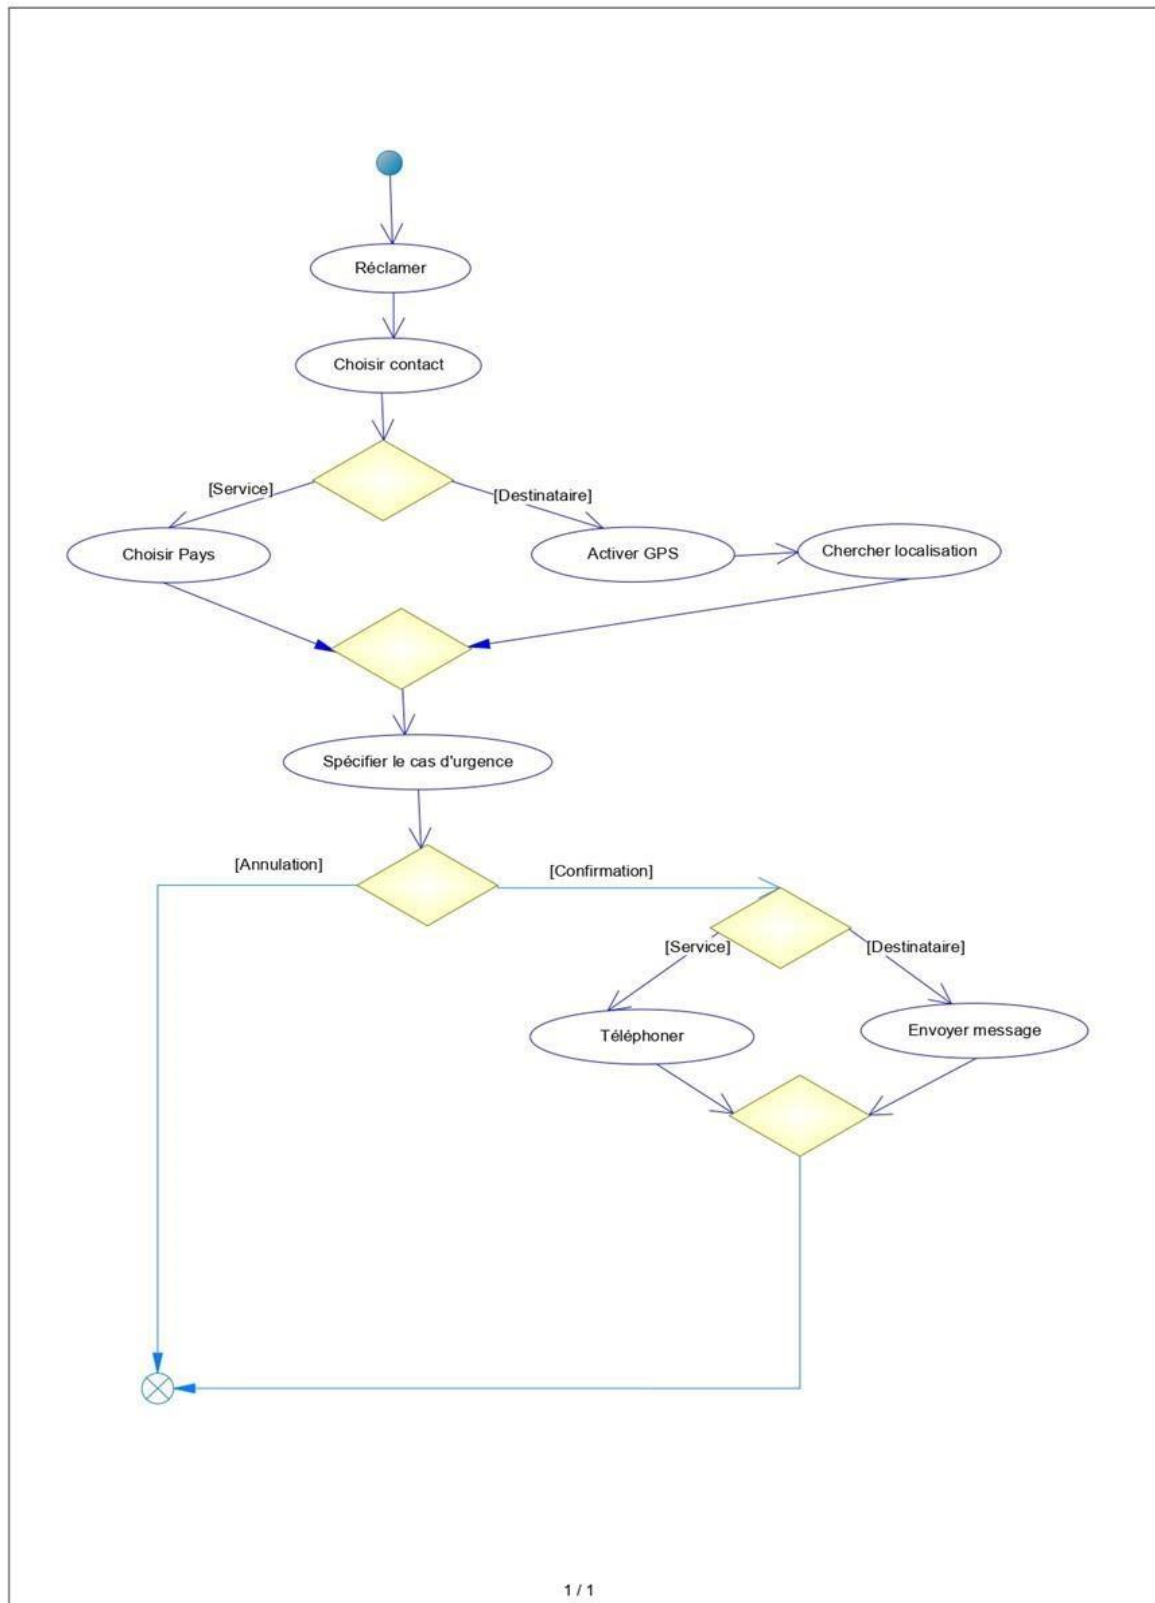 Réclamer
Choisir contact
[Service]
[Destinataire]
Choisir Pays
Activer GPS
Chercher localisation
Spécifier le cas d'urgence
[Annulation]
[Confirmation]
[Service]
[Destinataire]
Téléphoner
Envoyer message
1 / 1